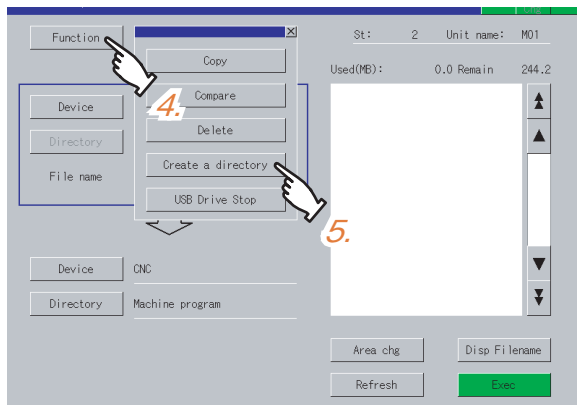 Chg
Function
St: 2 Unit name: M01
Copy
Used(MB): 0.0 Remain 244.2
Device
4.
Compare
Directory
Delete
File name
Create a directory
USB Drive Stop
5.
Device CNC
Directory Machine program
Area chg Disp Filename
Refresh Exec